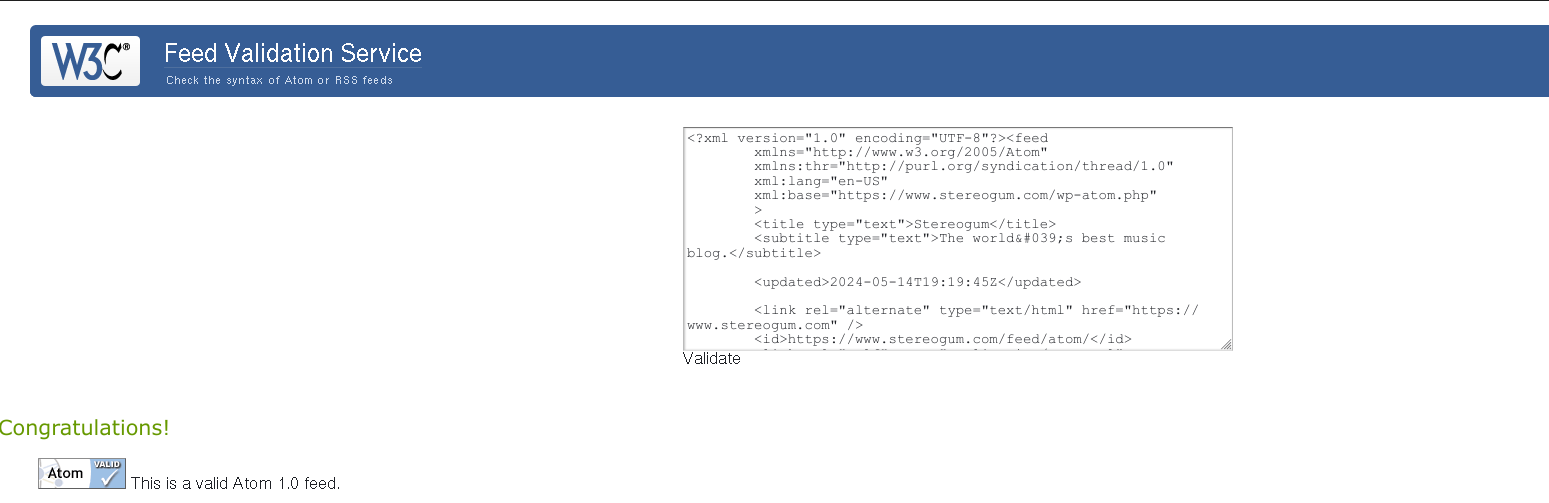 W3C®
Feed Validation Service
Check the syntax of Atom or RSS feeds
<?xml version="1.0" encoding="UTF-8"?><feed
xmlns="http://www.w3.org/2005/Atom"
xmlns:thr="http://purl.org/syndication/thread/1.0"
xml:lang="en-US"
xml:base="https://www.stereogum.com/wp-atom.php"
>
<title type="text">Stereogum</title>
<subtitle type="text">The world&#039;s best music
blog.</subtitle>
<updated>2024-05-14T19:19:45Z</updated>
<link rel="alternate" type="text/html" href="https://
www.stereogum.com" />
<id>https://www.stereogum.com/feed/atom/</id>
Validate
Congratulations!
Atom VALID
This is a valid Atom 1.0 feed.